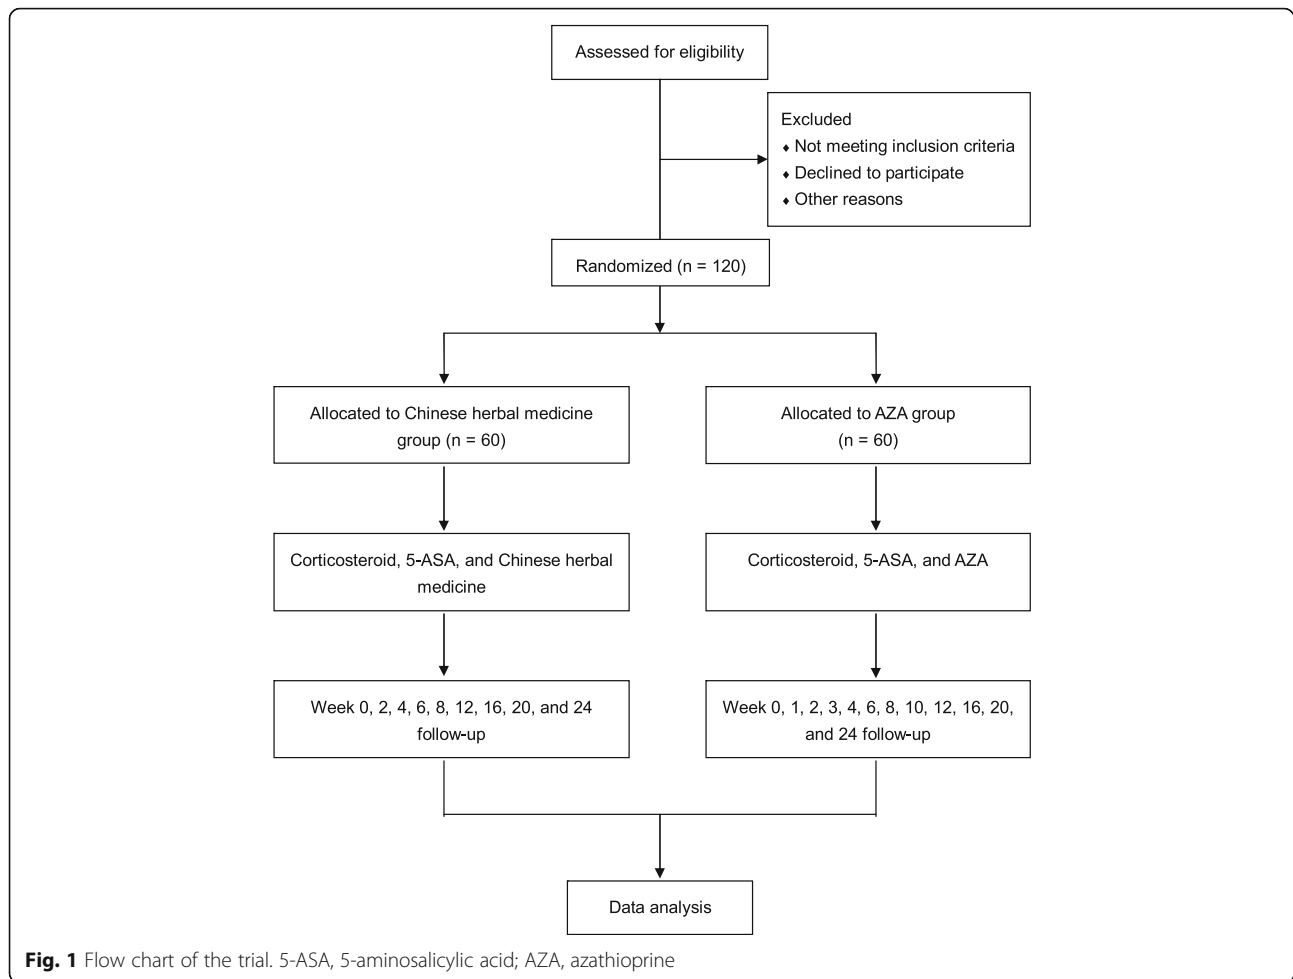 Assessed for eligibility
Excluded
♦ Not meeting inclusion criteria
♦ Declined to participate
♦ Other reasons
Randomized (n = 120)
Allocated to Chinese herbal medicine
group (n = 60)
Allocated to AZA group
(n = 60)
Corticosteroid, 5-ASA, and Chinese herbal
medicine
Corticosteroid, 5-ASA, and AZA
Week 0, 2, 4, 6, 8, 12, 16, 20, and 24
follow-up
Week 0, 1, 2, 3, 4, 6, 8, 10, 12, 16, 20,
and 24 follow-up
Data analysis
Fig. 1 Flow chart of the trial. 5-ASA, 5-aminosalicylic acid; AZA, azathioprine